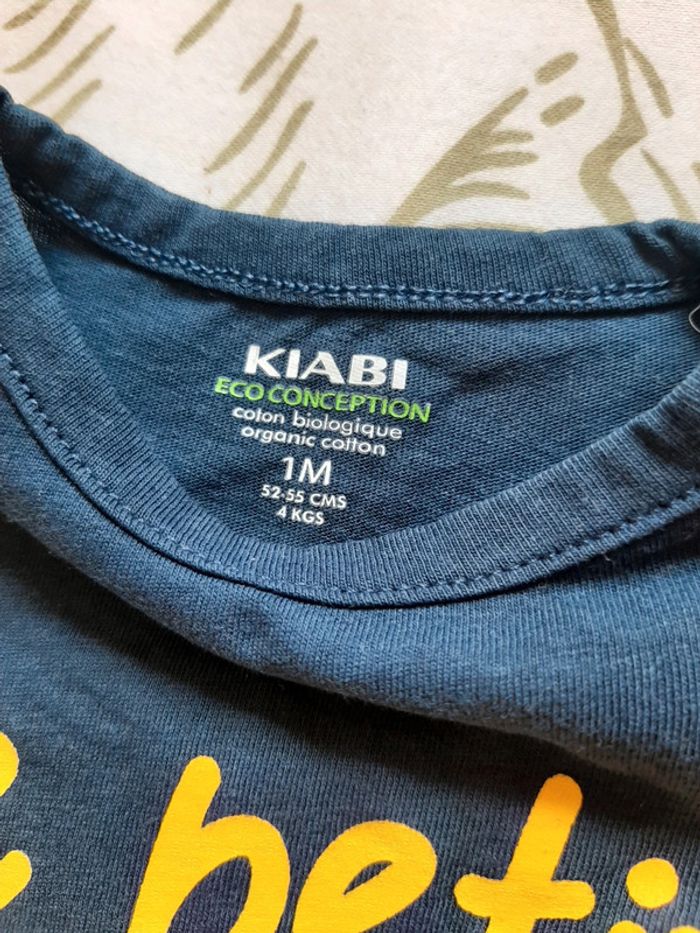 KIABI
ECO CONCEPTION
coton biologique
organic cotton
1M
52-55 CMS
4 KGS